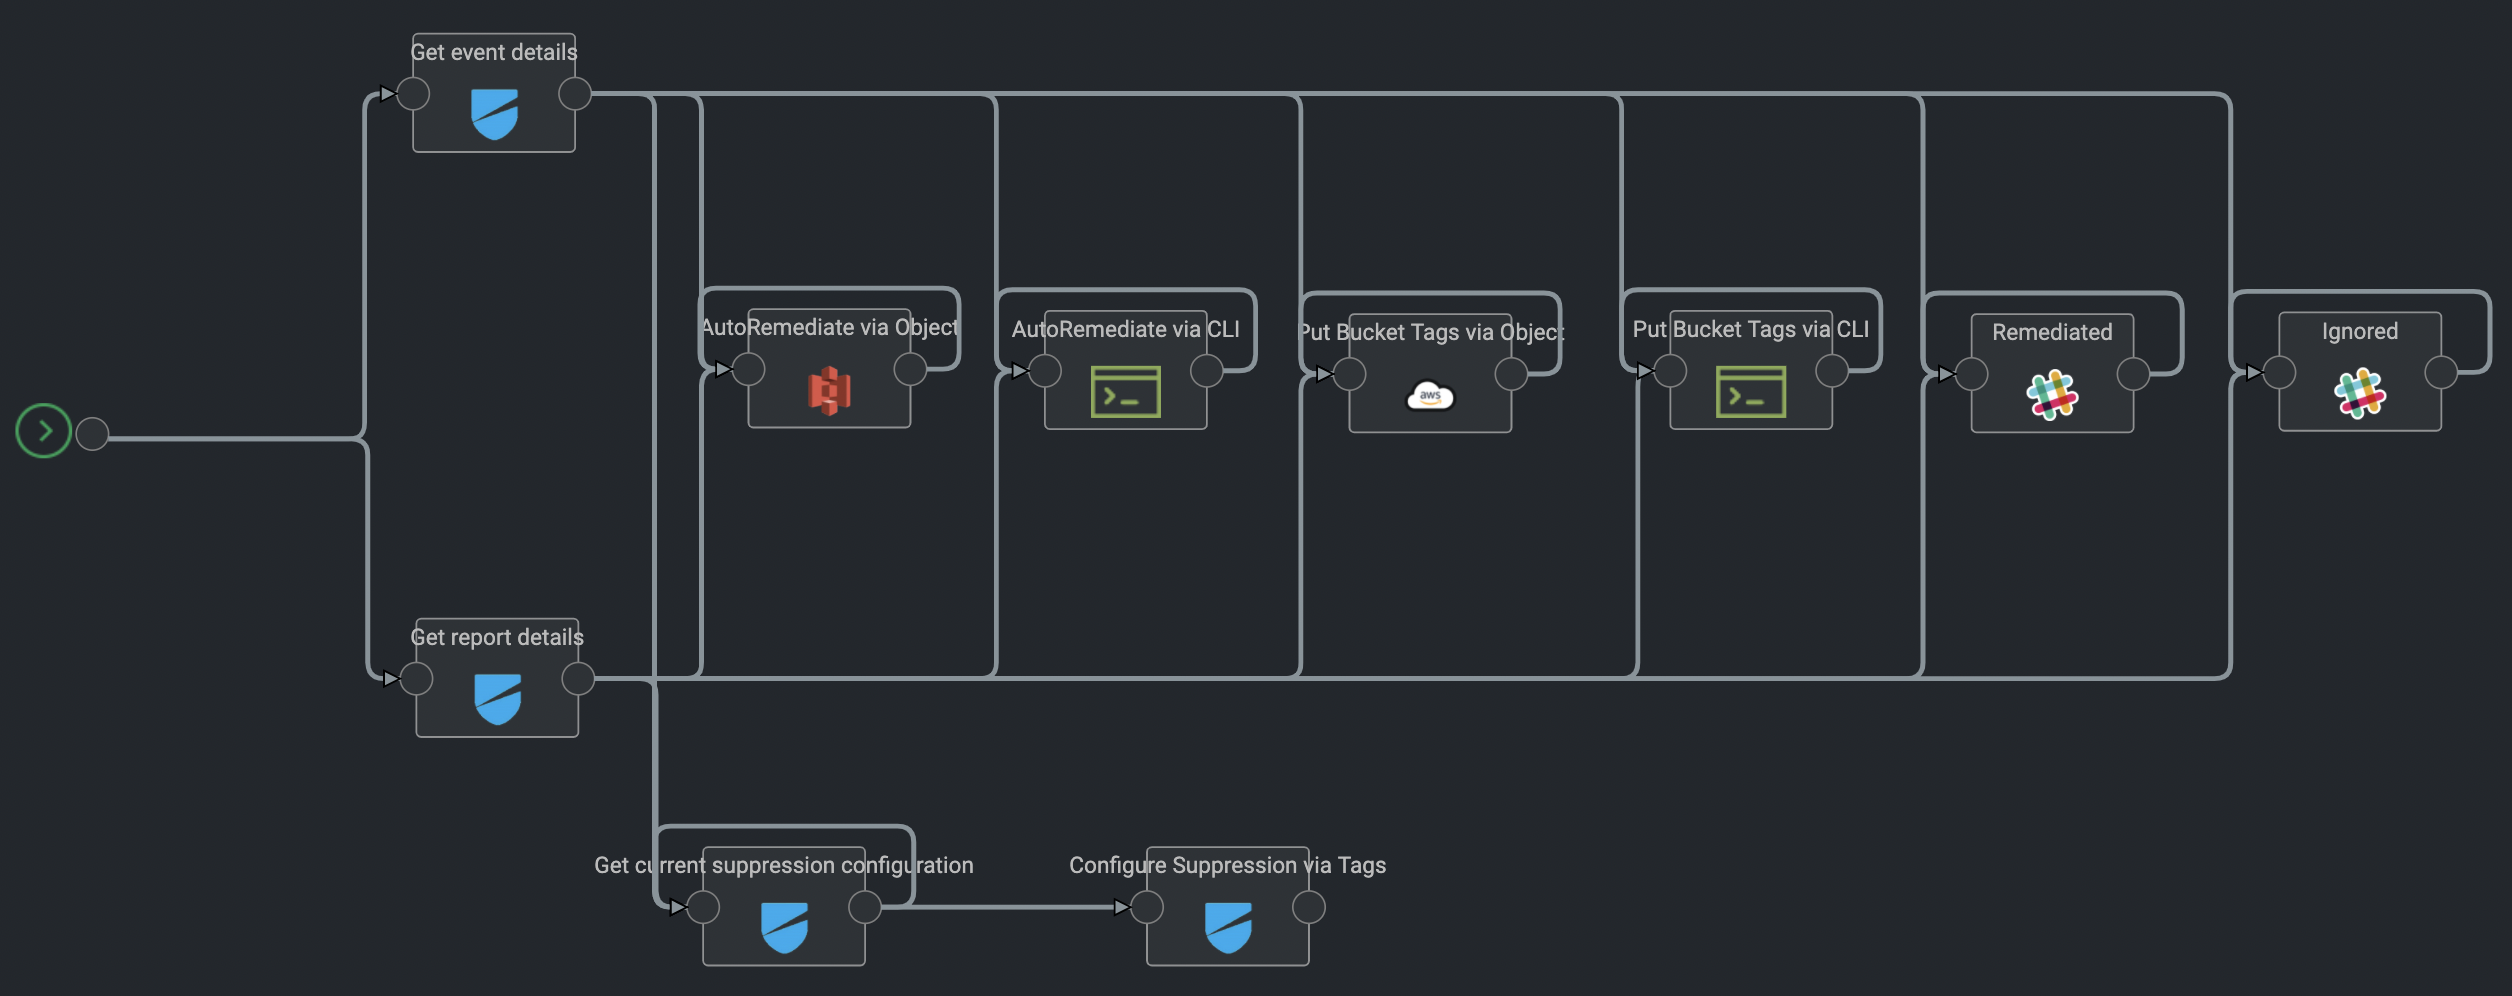 Get event details
AutoRemediate via Object
AutoRemediate via CLI
Put Bucket Tags via Object
aws
Put Bucket Tags via CLI
Remediated
Ignored
Get report details
Get current suppression configuration
Configure Suppression via Tags